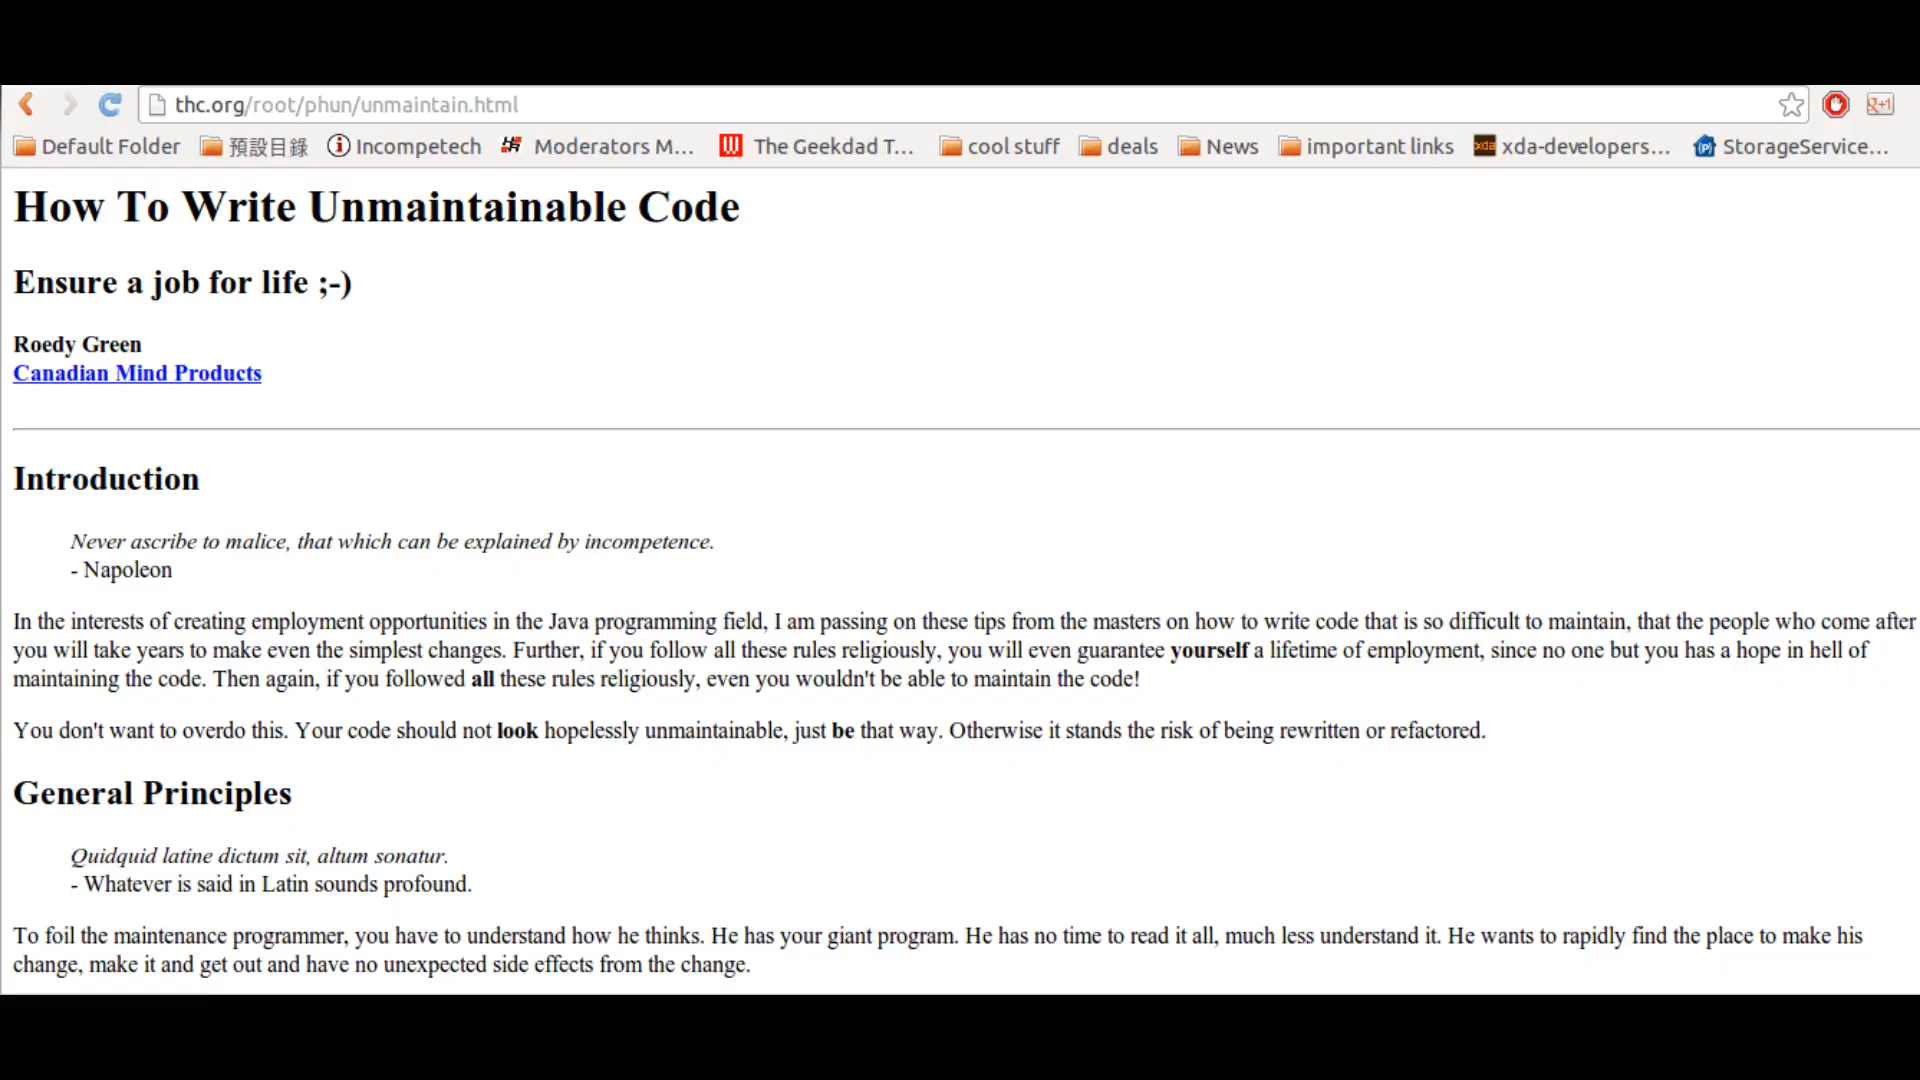 thc.org/root/phun/unmaintain.html
Default Folder 預設目錄 Incompetech Moderators M... The Geekdad T... cool stuff deals News important links xda xda-developers... StorageService...
How To Write Unmaintainable Code
Ensure a job for life ;-)
Roedy Green
Canadian Mind Products
Introduction
Never ascribe to malice, that which can be explained by incompetence.
- Napoleon
In the interests of creating employment opportunities in the Java programming field, I am passing on these tips from the masters on how to write code that is so difficult to maintain, that the people who come after
you will take years to make even the simplest changes. Further, if you follow all these rules religiously, you will even guarantee yourself a lifetime of employment, since no one but you has a hope in hell of
maintaining the code. Then again, if you followed all these rules religiously, even you wouldn't be able to maintain the code!
You don't want to overdo this. Your code should not look hopelessly unmaintainable, just be that way. Otherwise it stands the risk of being rewritten or refactored.
General Principles
Quidquid latine dictum sit, altum sonatur.
- Whatever is said in Latin sounds profound.
To foil the maintenance programmer, you have to understand how he thinks. He has your giant program. He has no time to read it all, much less understand it. He wants to rapidly find the place to make his
change, make it and get out and have no unexpected side effects from the change.